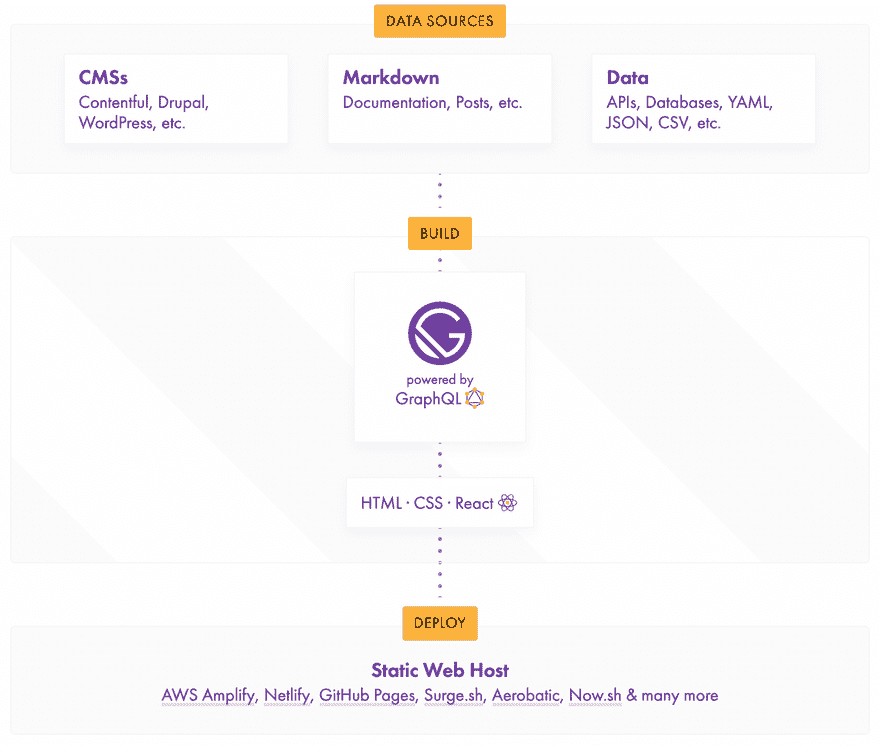 DATA SOURCES
CMSs
Contentful, Drupal,
WordPress, etc.
Markdown
Documentation, Posts, etc.
Data
APIs, Databases, YAML,
JSON, CSV, etc.
BUILD
powered by
GraphQL
HTML · CSS · React
DEPLOY
Static Web Host
AWS Amplify, Netlify, GitHub Pages, Surge.sh, Aerobatic, Now.sh & many more